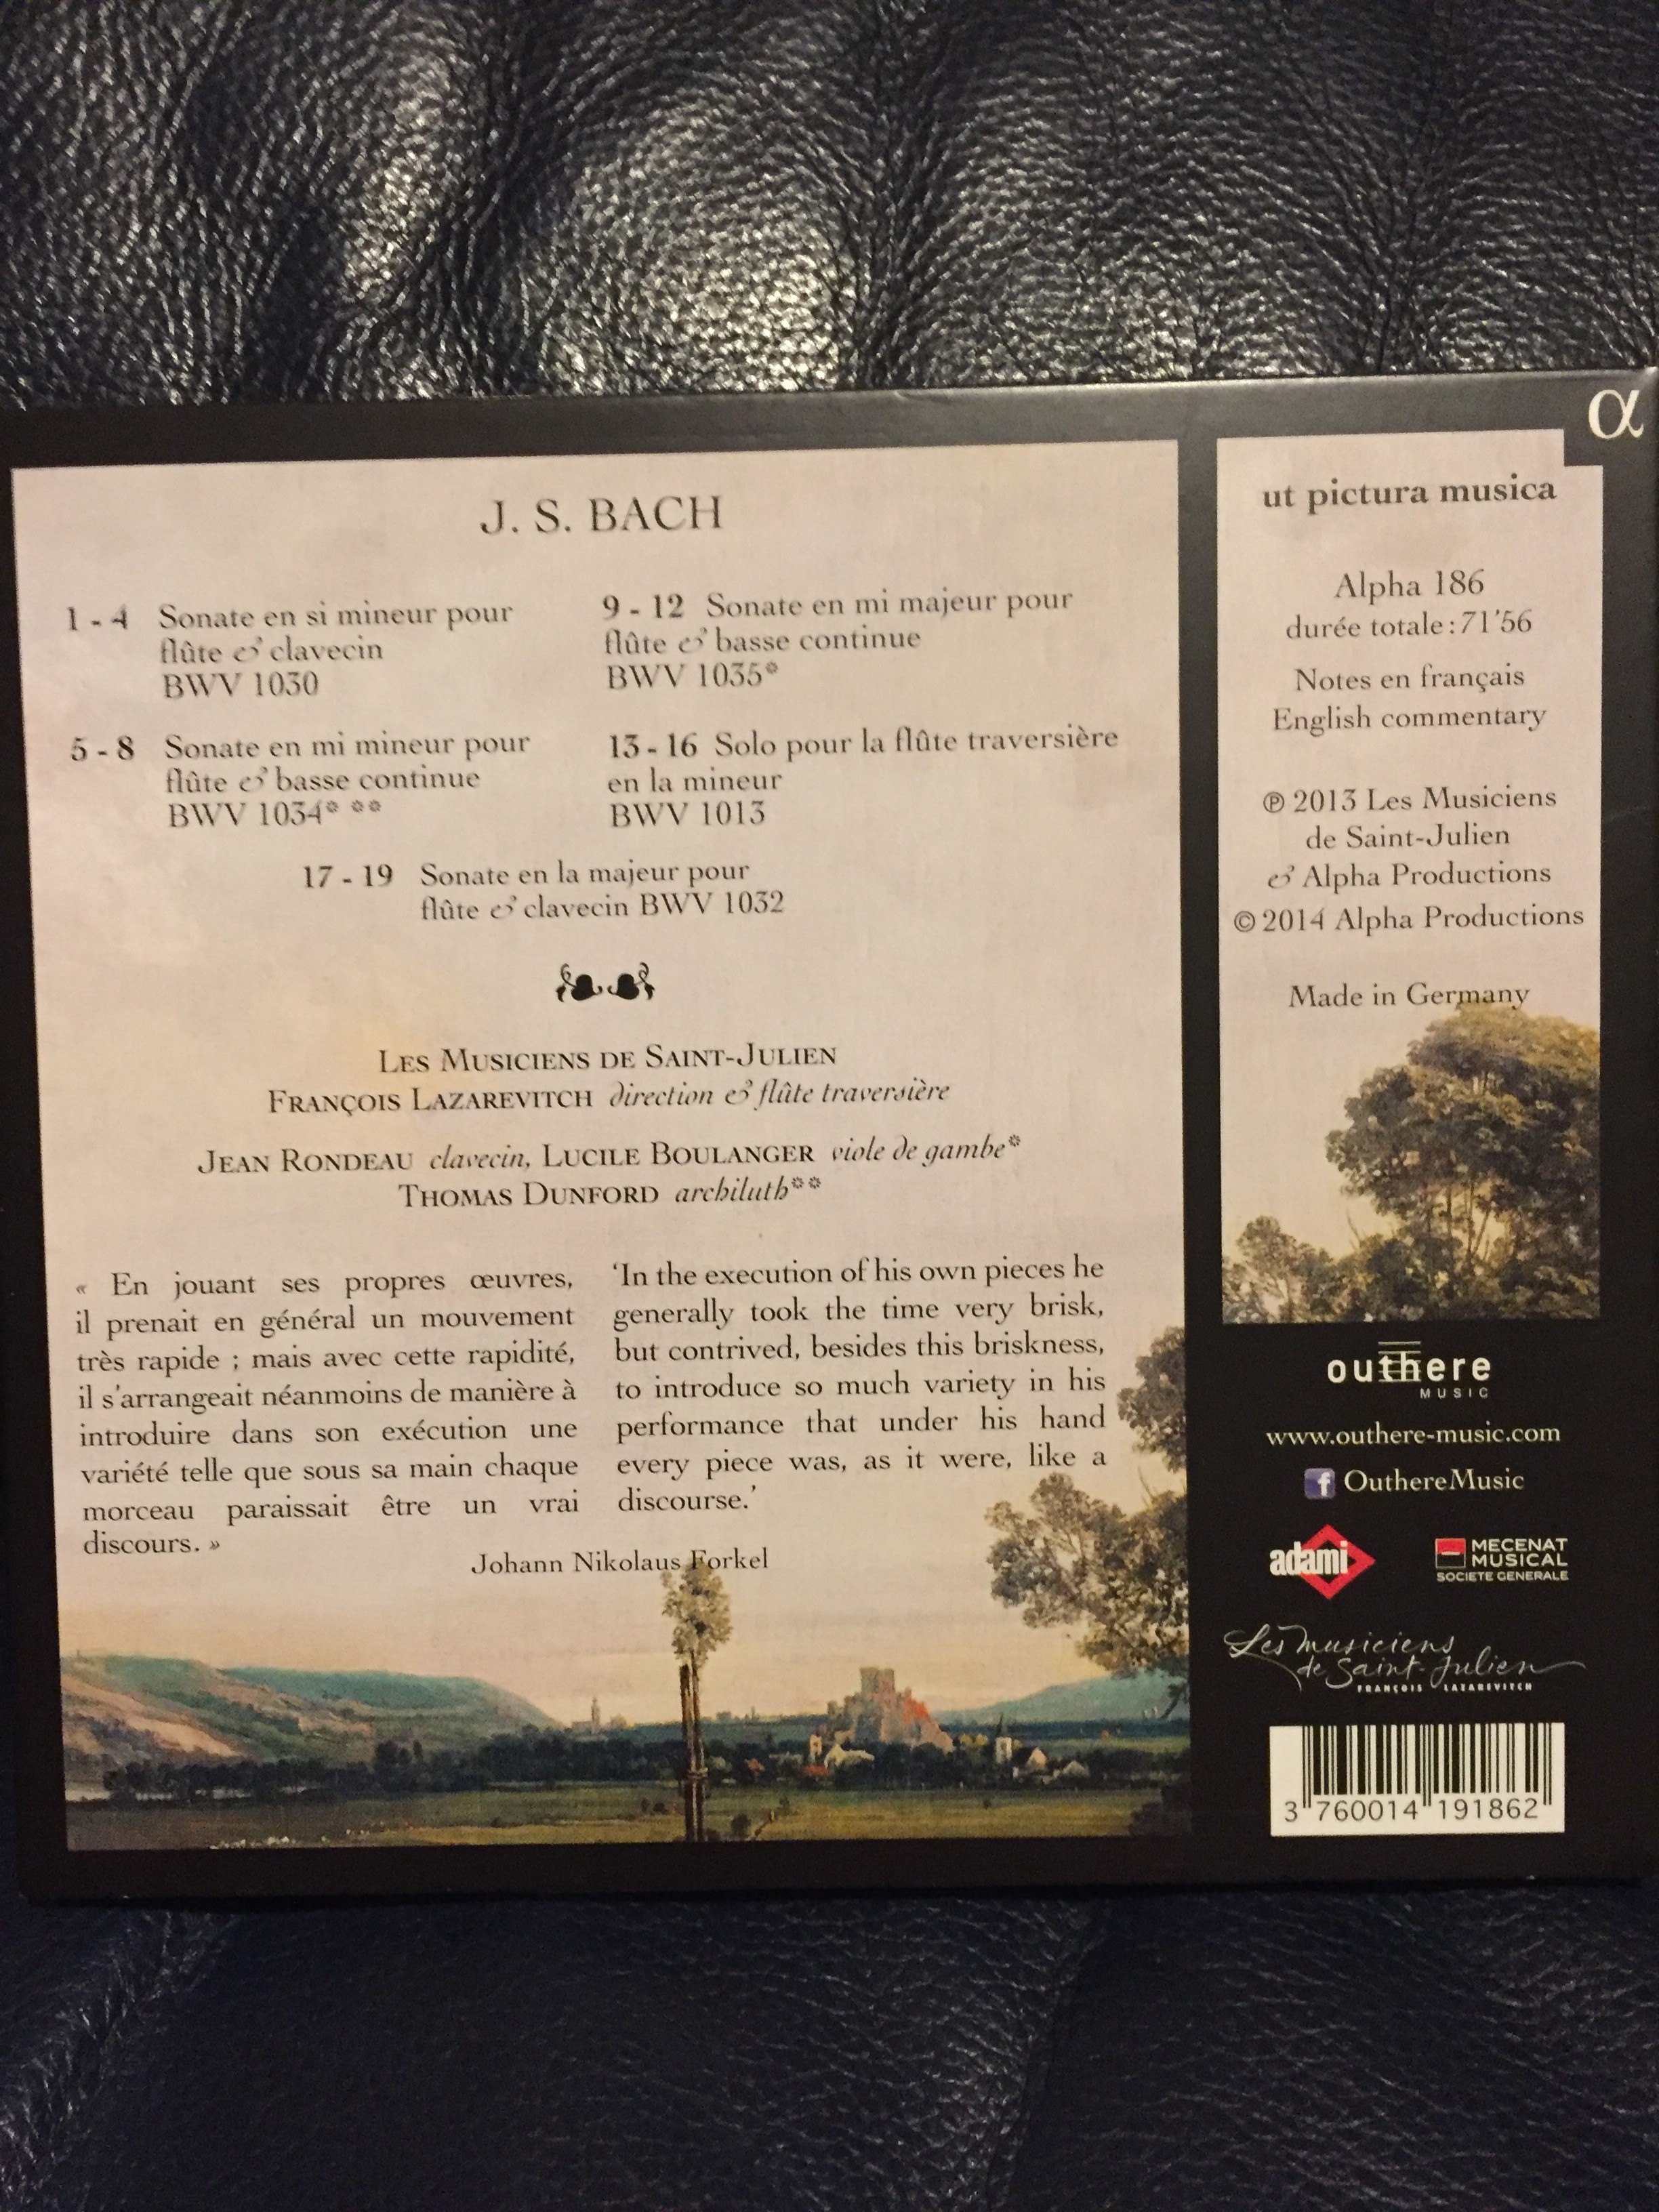 α
J. S. BACH
1 - 4 Sonate en si mineur pour
flûte & clavecin
BWV 1030
5 - 8 Sonate en mi mineur pour
flûte & basse continue
BWV 1034* **
9 - 12 Sonate en mi majeur pour
flûte & basse continue
BWV 1035*
13 - 16 Solo pour la flûte traversière
en la mineur
BWV 1013
17 - 19 Sonate en la majeur pour
flûte & clavecin BWV 1032
LES MUSICIENS DE SAINT-JULIEN
FRANÇOIS LAZAREVITCH direction & flûte traversière
JEAN RONDEAU clavecin, LUCILE BOULANGER viole de gambe*
THOMAS DUNFORD archiluth**
« En jouant ses propres œuvres,
il prenait en général un mouvement
très rapide ; mais avec cette rapidité,
il s'arrangeait néanmoins de manière à
introduire dans son exécution une
variété telle que sous sa main chaque
morceau paraissait être un vrai
discours. »
'In the execution of his own pieces he
generally took the time very brisk,
but contrived, besides this briskness,
to introduce so much variety in his
performance that under his hand
every piece was, as it were, like a
discourse.'
Johann Nikolaus Forkel
ut pictura musica
Alpha 186
durée totale : 71'56
Notes en français
English commentary
℗ 2013 Les Musiciens
de Saint-Julien
& Alpha Productions
© 2014 Alpha Productions
Made in Germany
outhere
MUSIC
www.outhere-music.com
f OuthereMusic
adami
MECENAT
MUSICAL
SOCIETE GENERALE
Les musiciens
de Saint-Julien
FRANÇOIS LAZAREVITCH
3 760014 191862